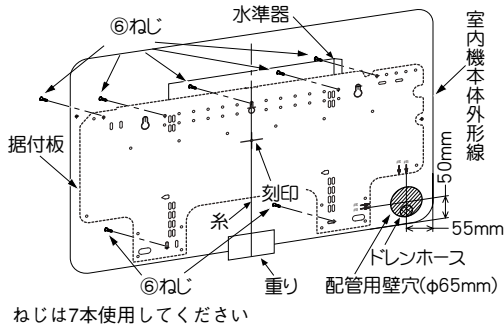 水準器
⑥ねじ
室内機本体外形線
据付板
50mm
刻印
糸
55mm
ドレンホース
⑥ねじ
重り
配管用壁穴(φ65mm)
ねじは7本使用してください